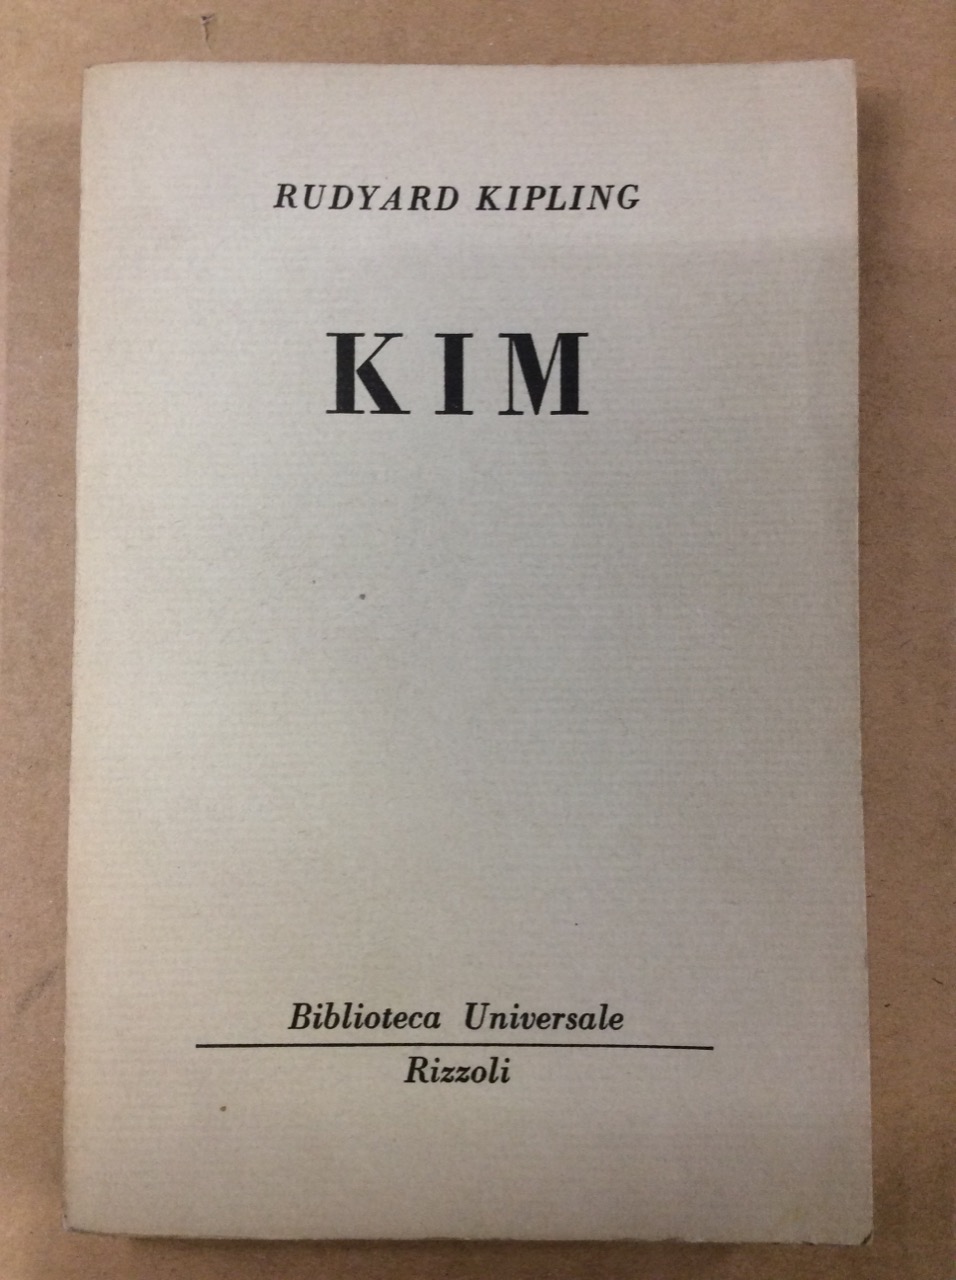 RUDYARD KIPLING
KIM
Biblioteca Universale
Rizzoli